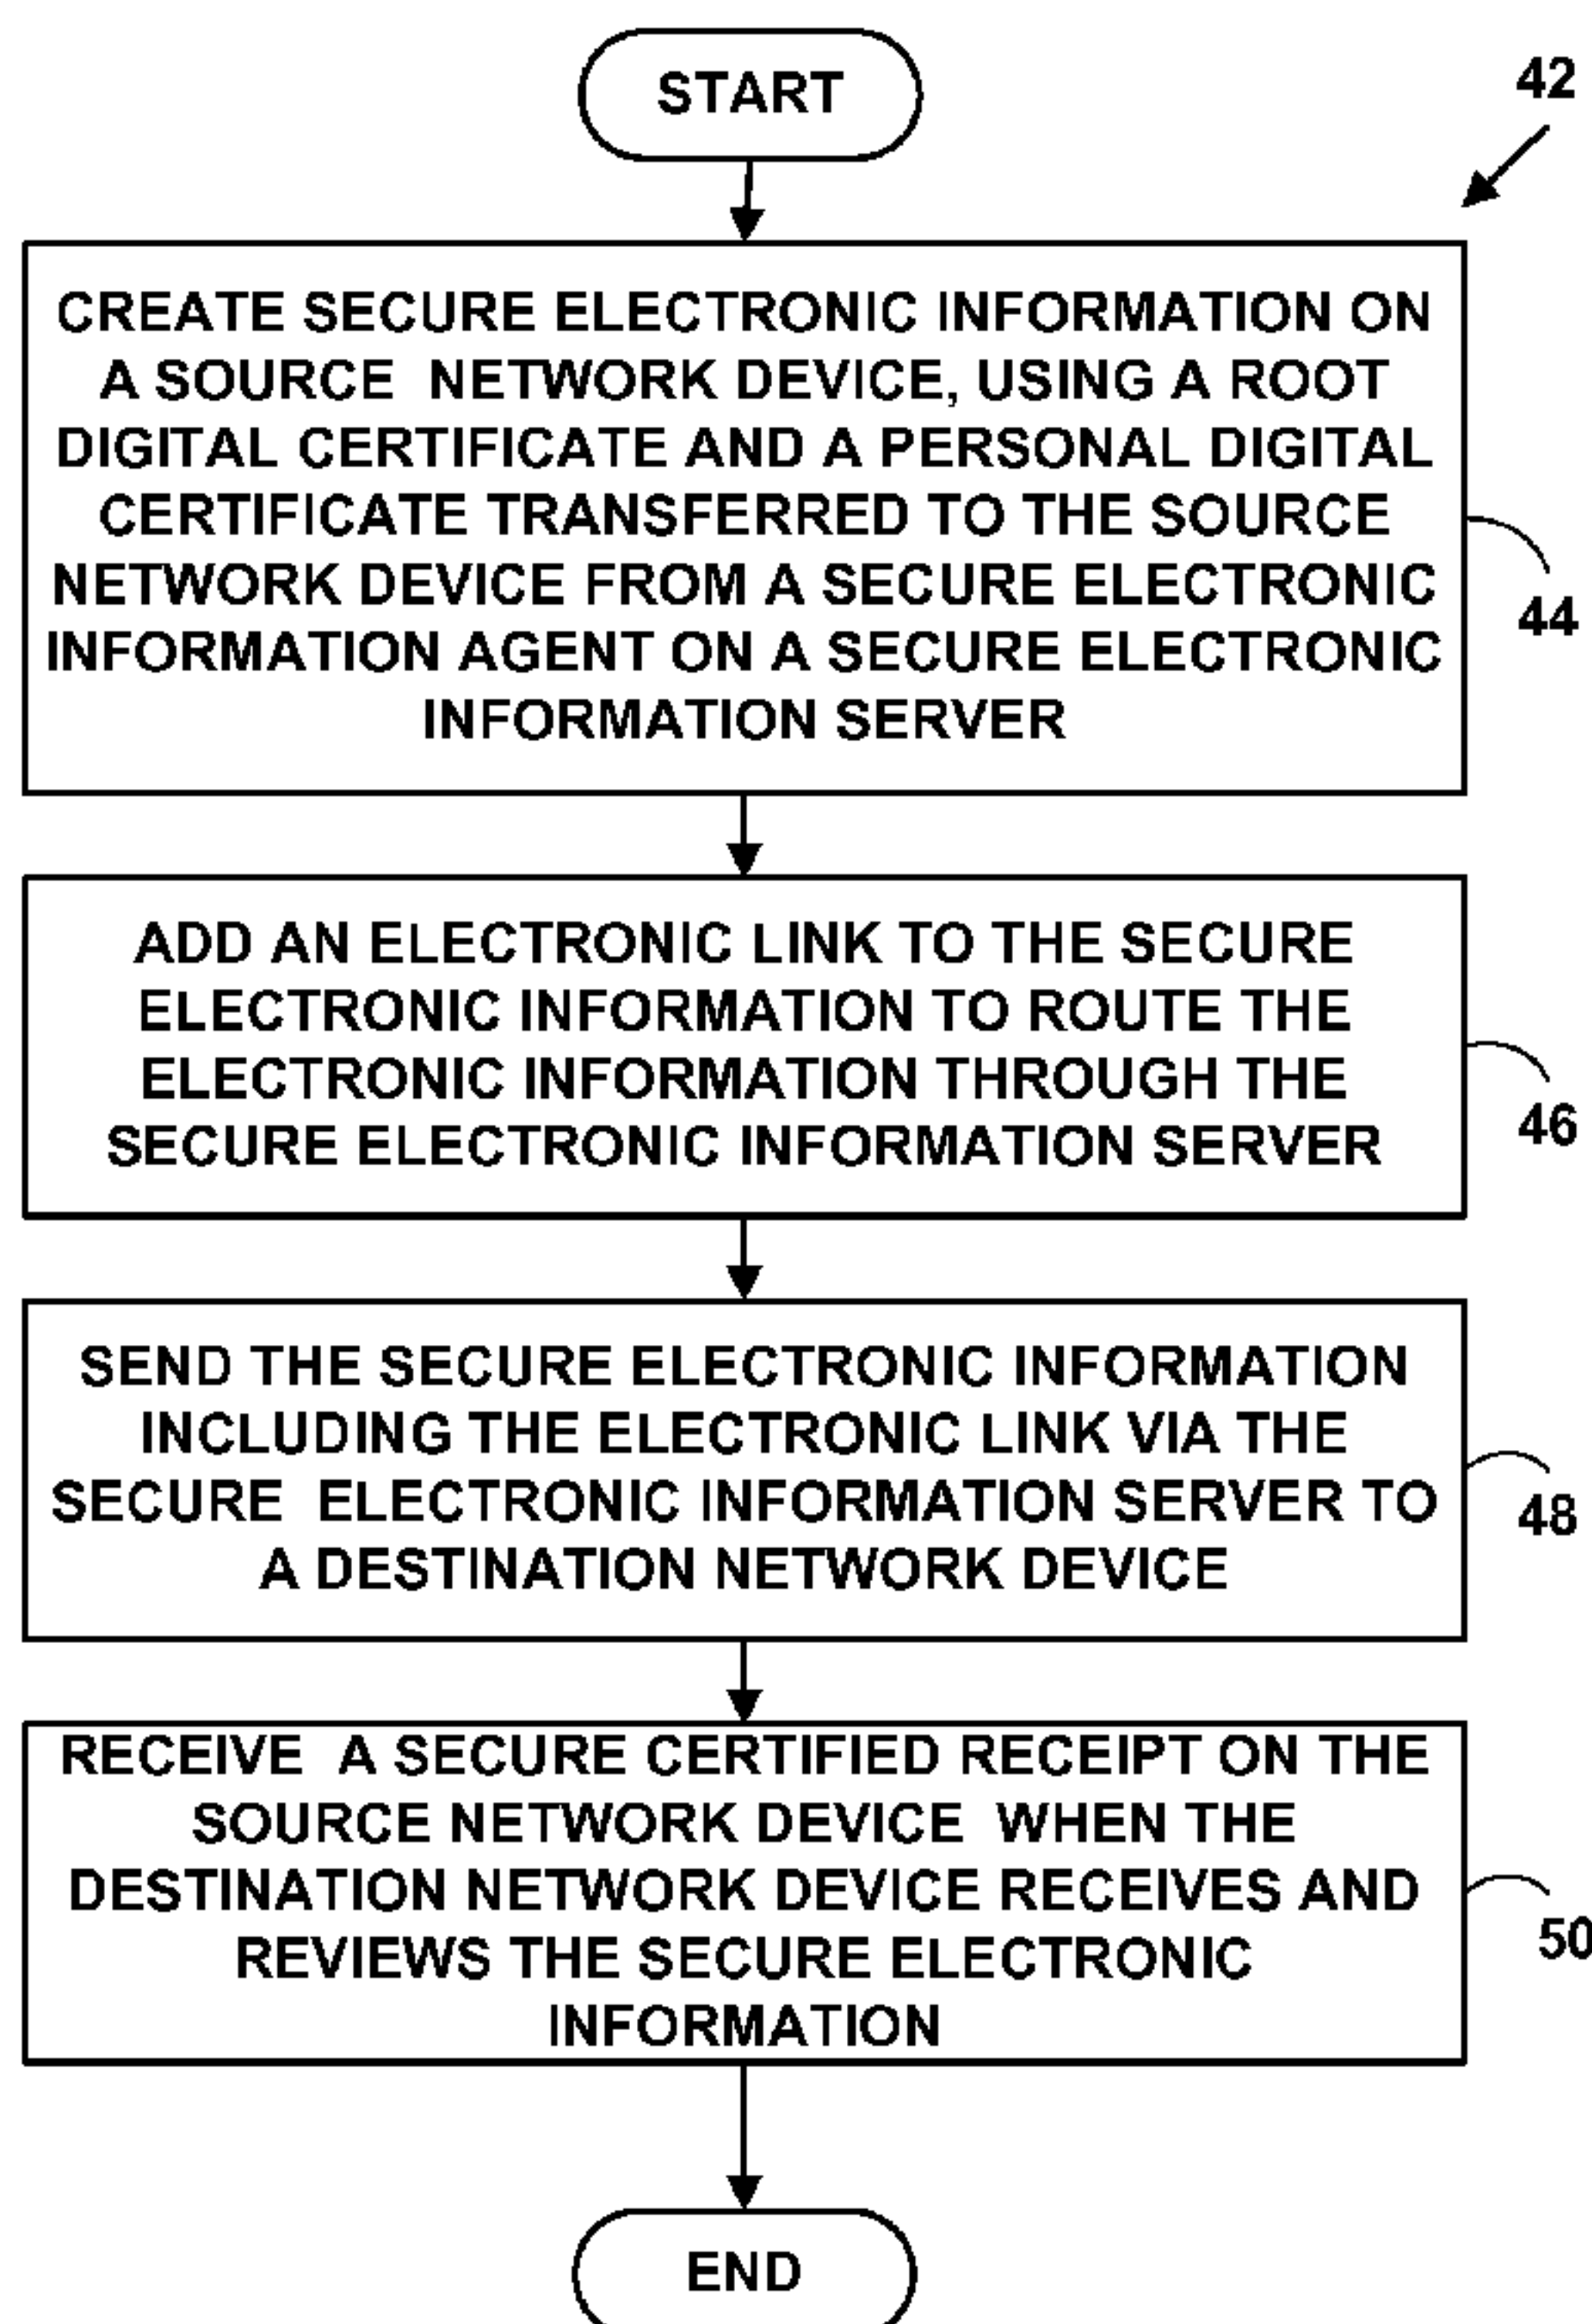 START
42
CREATE SECURE ELECTRONIC INFORMATION ON
A SOURCE NETWORK DEVICE, USING A ROOT
DIGITAL CERTIFICATE AND A PERSONAL DIGITAL
CERTIFICATE TRANSFERRED TO THE SOURCE
NETWORK DEVICE FROM A SECURE ELECTRONIC
INFORMATION AGENT ON A SECURE ELECTRONIC
INFORMATION SERVER
44
ADD AN ELECTRONIC LINK TO THE SECURE
ELECTRONIC INFORMATION TO ROUTE THE
ELECTRONIC INFORMATION THROUGH THE
SECURE ELECTRONIC INFORMATION SERVER
46
SEND THE SECURE ELECTRONIC INFORMATION
INCLUDING THE ELECTRONIC LINK VIA THE
SECURE ELECTRONIC INFORMATION SERVER TO
A DESTINATION NETWORK DEVICE
48
RECEIVE A SECURE CERTIFIED RECEIPT ON THE
SOURCE NETWORK DEVICE WHEN THE
DESTINATION NETWORK DEVICE RECEIVES AND
REVIEWS THE SECURE ELECTRONIC
INFORMATION
50
END